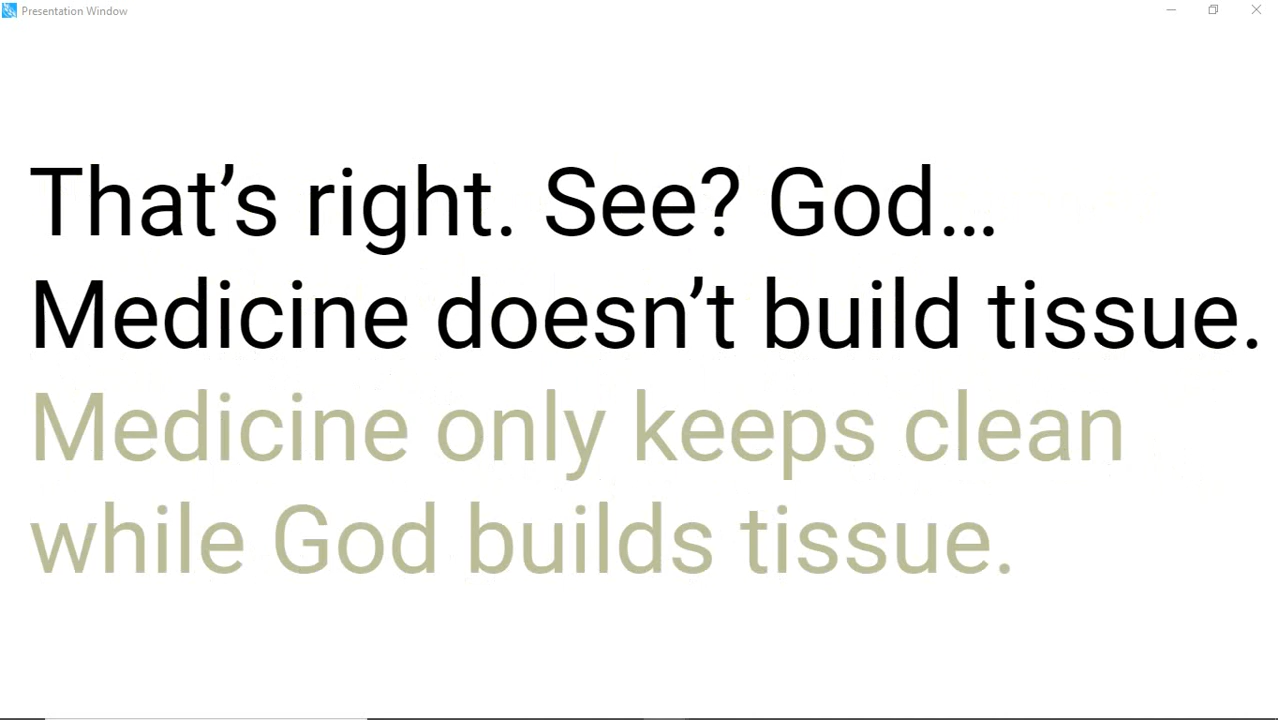 Presentation Window
That’s right. See? God…
Medicine doesn’t build tissue.
Medicine only keeps clean
while God builds tissue.